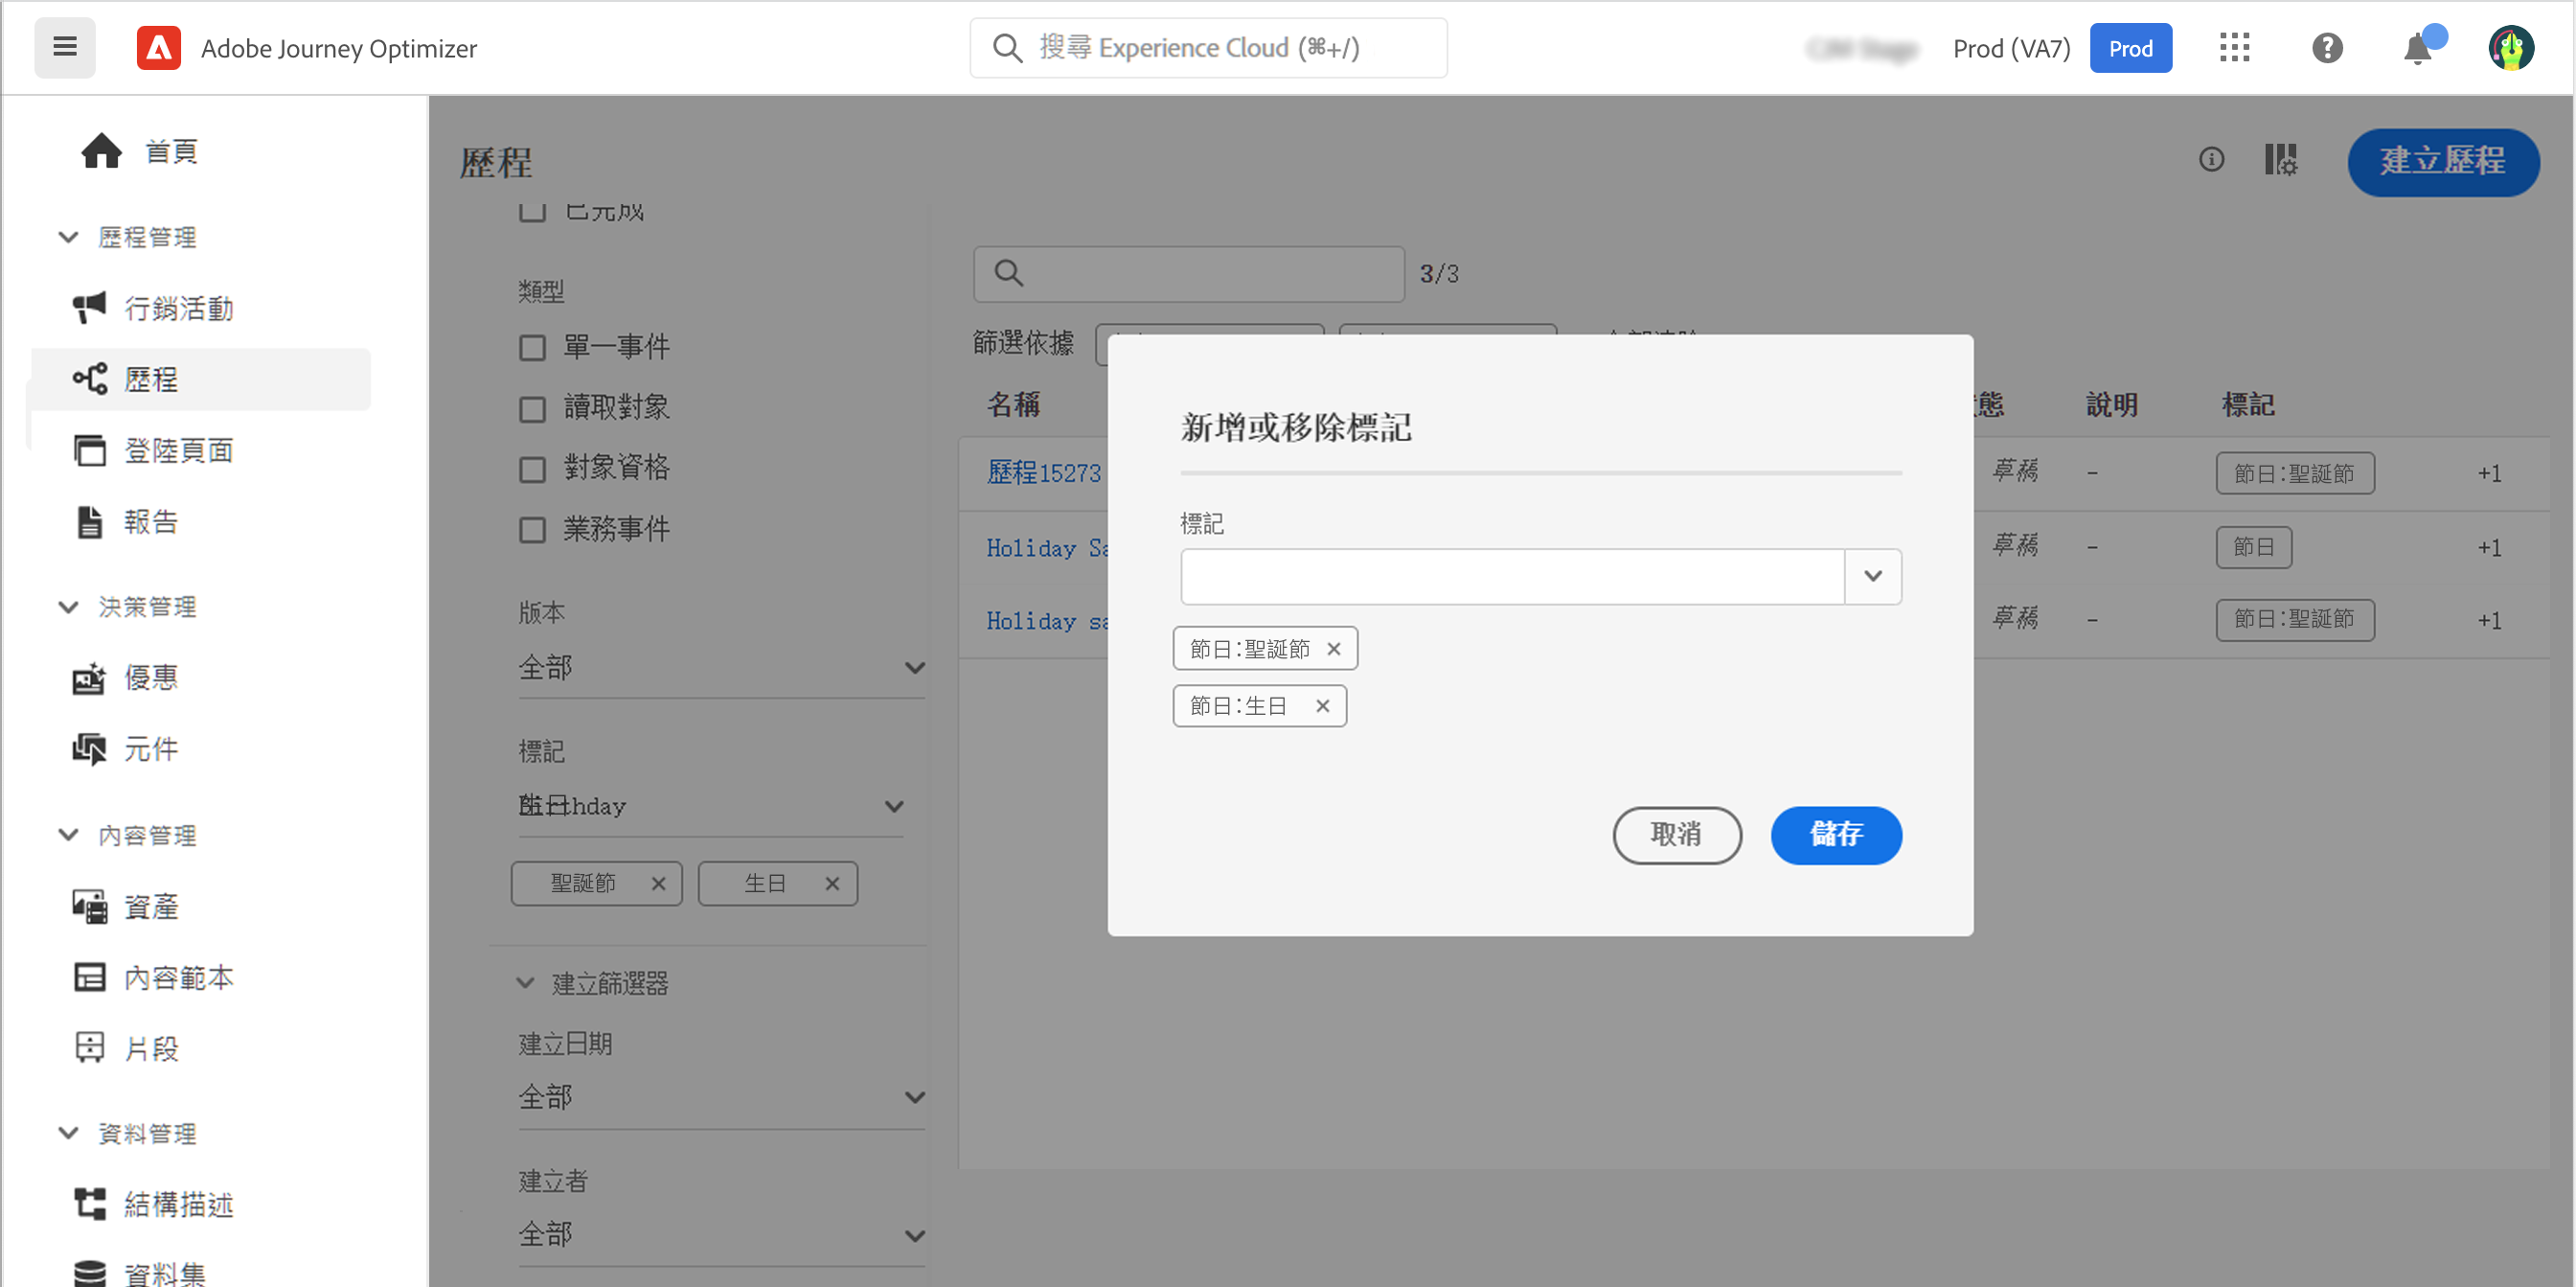 Adobe Journey Optimizer
搜尋 Experience Cloud (⌘+/)
Prod (VA7)
Prod
首頁
歷程管理
行銷活動
歷程
登陸頁面
報告
決策管理
優惠
元件
內容管理
資產
內容範本
片段
資料管理
結構描述
資料集
歷程
建立歷程
已完成
類型
單一事件
讀取對象
對象資格
業務事件
版本
全部
標記
Birthday
聖誕節
生日
建立篩選器
建立日期
全部
建立者
全部
3/3
篩選依據
名稱
態
說明
標記
歷程15273
草稿
-
節日:聖誕節
+1
Holiday
草稿
-
節日
+1
Holiday
草稿
-
節日:聖誕節
+1
新增或移除標記
標記
節日:聖誕節
節日:生日
取消
儲存